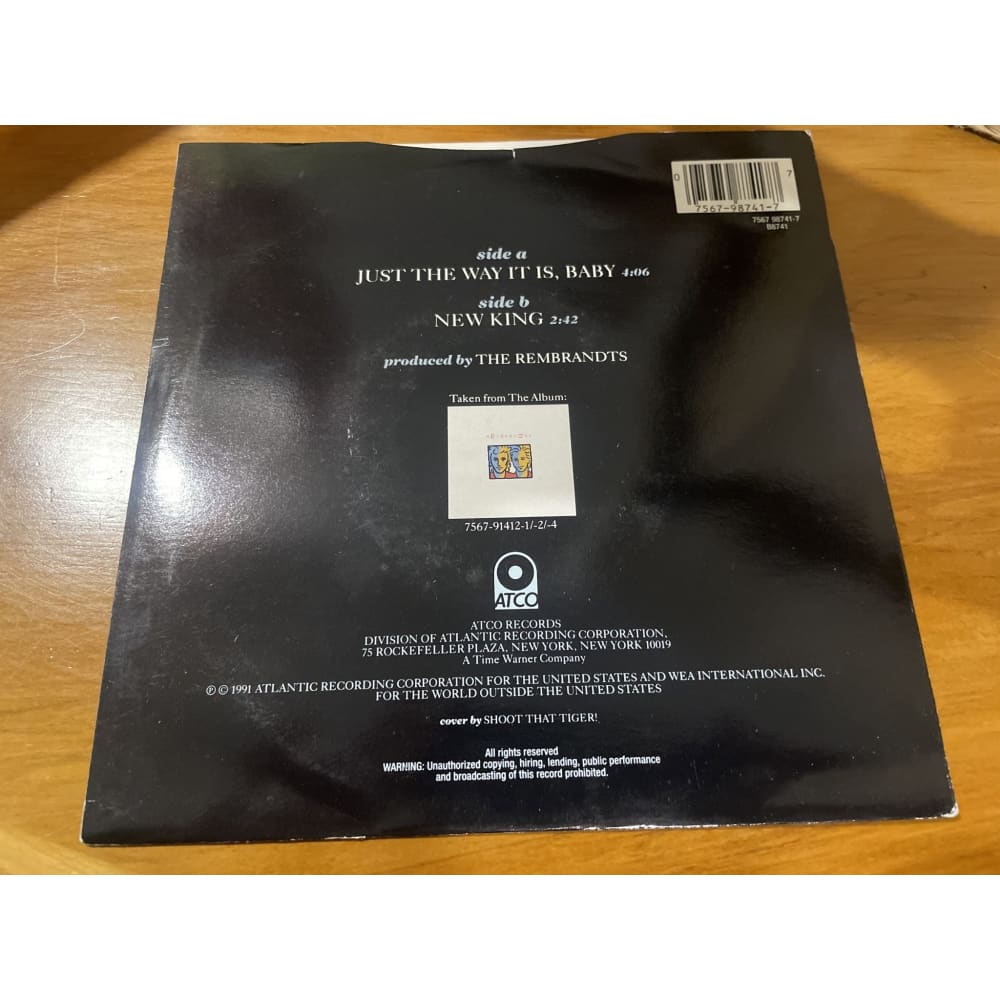 0 7
7567-98741-7
7567 98741-7
B8741
side a
JUST THE WAY IT IS, BABY 4:06
side b
NEW KING 2:42
produced by THE REMBRANDTS
Taken from The Album:
7567-91412-1/-2/-4
ATCO
ATCO RECORDS
DIVISION OF ATLANTIC RECORDING CORPORATION,
75 ROCKEFELLER PLAZA, NEW YORK, NEW YORK 10019
A Time Warner Company
℗ © 1991 ATLANTIC RECORDING CORPORATION FOR THE UNITED STATES AND WEA INTERNATIONAL INC.
FOR THE WORLD OUTSIDE THE UNITED STATES
cover by SHOOT THAT TIGER!
All rights reserved
WARNING: Unauthorized copying, hiring, lending, public performance
and broadcasting of this record prohibited.